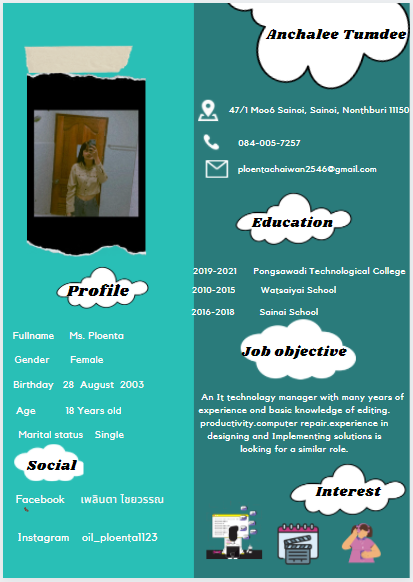 Anchalee Tumdee
47/1 Moo6 Sainoi, Sainoi, Nonthburi 11150
084-005-7257
ploentachaiwan2546@gmail.com
Education
2019-2021 Pongsawadi Technological College
2010-2015 Watsaiyai School
2016-2018 Sainai School
Profile
Fullname Ms. Ploenta
Gender Female
Birthday 28 August 2003
Age 18 Years old
Marital status Single
Social
Facebook เพลินตา ไชยวรรณ
Instagram oil_ploenta1123
Job objective
An It technology manager with many years of
experience and basic knowledge of editing.
productivity.computer repair.experience in
designing and Implementing solutions is
looking for a similar role.
Interest